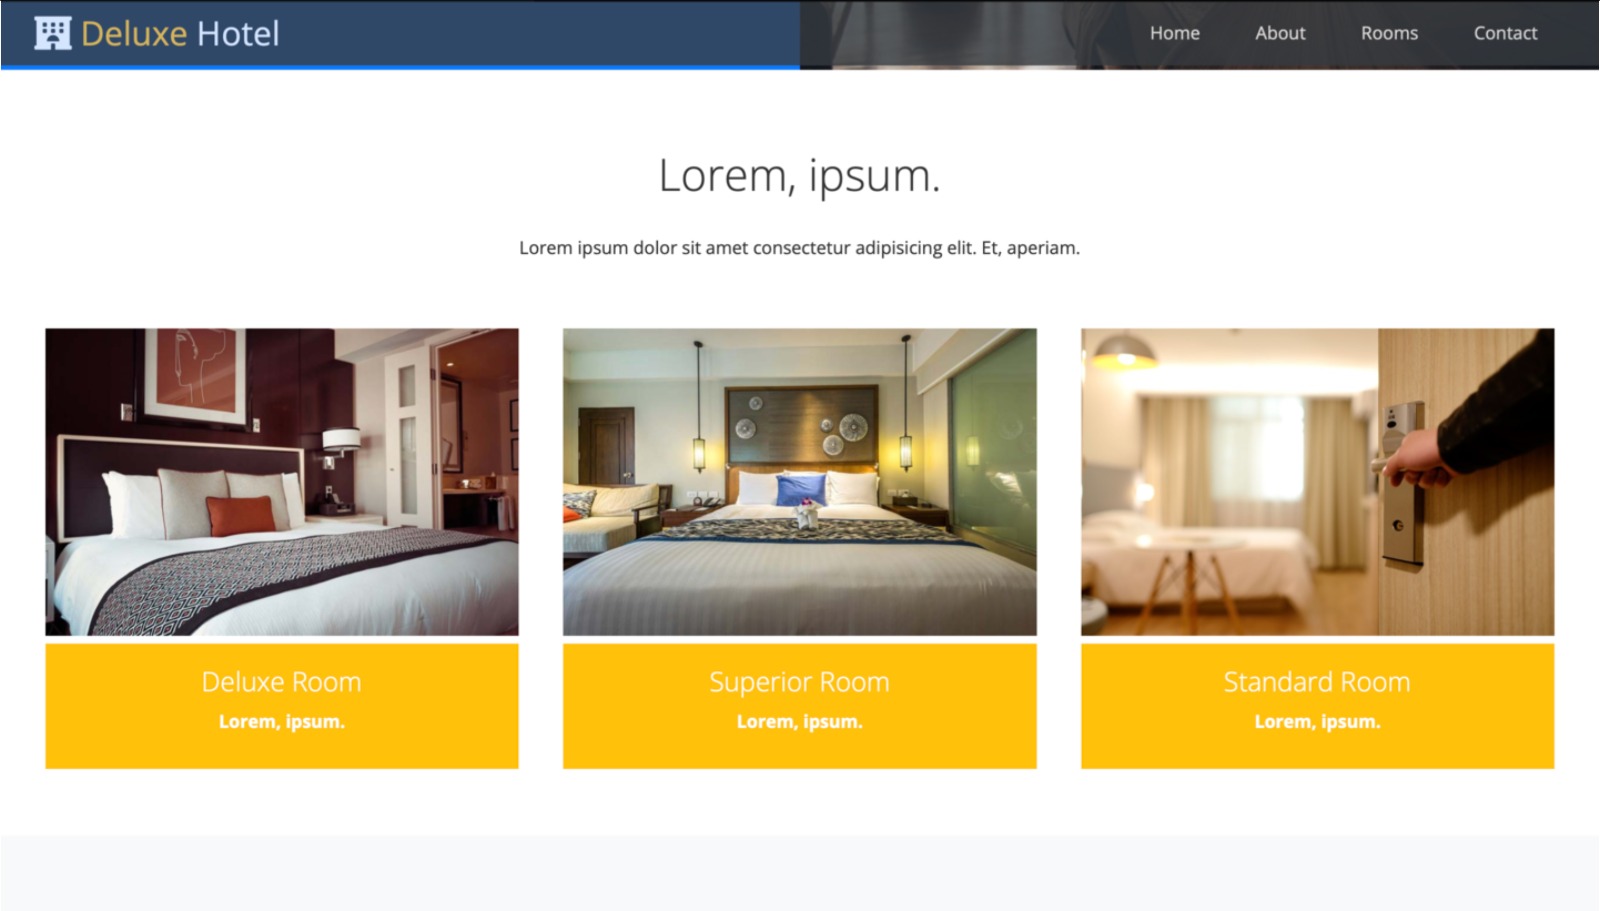 Deluxe Hotel
Home About Rooms Contact
Lorem, ipsum.
Lorem ipsum dolor sit amet consectetur adipisicing elit. Et, aperiam.
Deluxe Room
Lorem, ipsum.
Superior Room
Lorem, ipsum.
Standard Room
Lorem, ipsum.